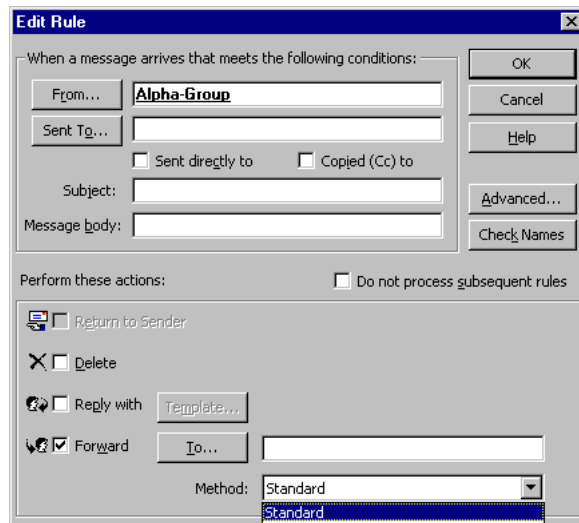 Edit Rule
When a message arrives that meets the following conditions:
OK
From...
Alpha-Group
Cancel
Sent To...
Help
Sent directly to
Copied (Cc) to
Subject:
Advanced...
Message body:
Check Names
Perform these actions:
Do not process subsequent rules
Return to Sender
Delete
Reply with
Template...
Forward
To...
Method:
Standard
Standard